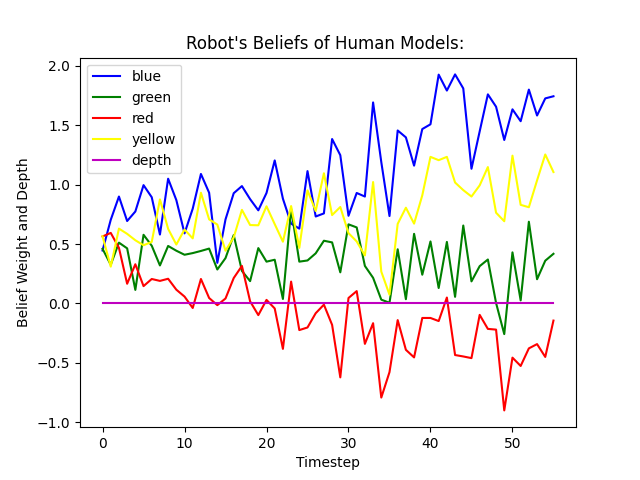 Robot's Beliefs of Human Models:
2.0
1.5
1.0
0.5
0.0
−0.5
−1.0
Belief Weight and Depth
blue
green
red
yellow
depth
0
10
20
30
40
50
Timestep